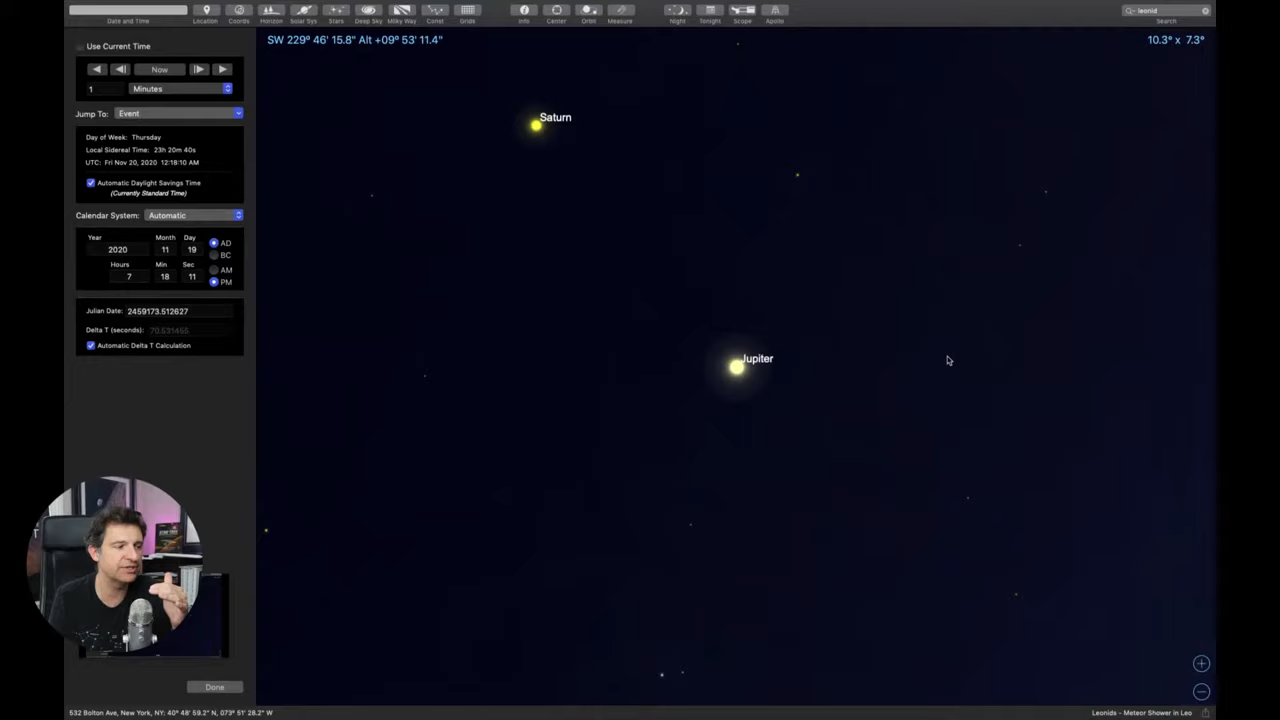 Date and Time Location Coords Horizon Solar Sys Stars Deep Sky Milky Way Const Grids Info Center Orbit Measure Night Tonight Scope Apollo
leonid
Search
SW 229° 46' 15.8" Alt +09° 53' 11.4"
10.3° x 7.3°
Use Current Time
Now
1 Minutes
Jump To: Event
Day of Week: Thursday
Local Sidereal Time: 23h 20m 40s
UTC: Fri Nov 20, 2020 12:18:10 AM
Automatic Daylight Savings Time
(Currently Standard Time)
Calendar System: Automatic
Year Month Day
2020 11 19
AD
BC
Hours Min Sec
7 18 11
AM
PM
Julian Date: 2459173.512627
Delta T (seconds): 70.531455
Automatic Delta T Calculation
Saturn
Jupiter
Done
532 Bolton Ave, New York, NY: 40° 48' 59.2" N, 073° 51' 28.2" W
Leonids - Meteor Shower in Leo